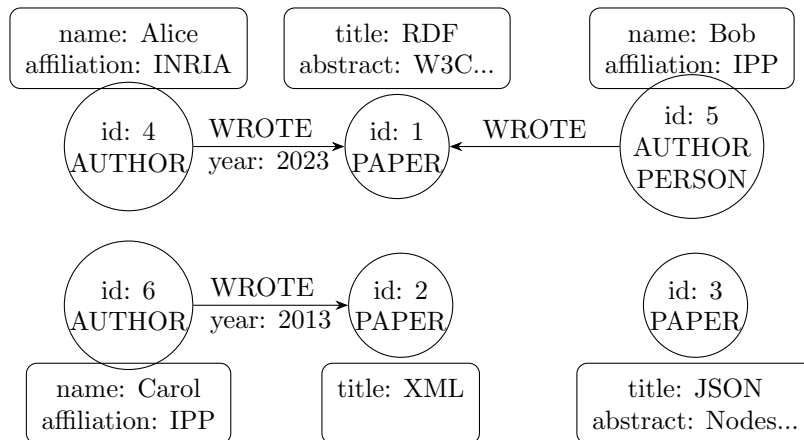 name: Alice
affiliation: INRIA
title: RDF
abstract: W3C...
name: Bob
affiliation: IPP
id: 4
AUTHOR
WROTE
year: 2023
id: 1
PAPER
WROTE
id: 5
AUTHOR
PERSON
id: 6
AUTHOR
WROTE
year: 2013
id: 2
PAPER
id: 3
PAPER
name: Carol
affiliation: IPP
title: XML
title: JSON
abstract: Nodes...